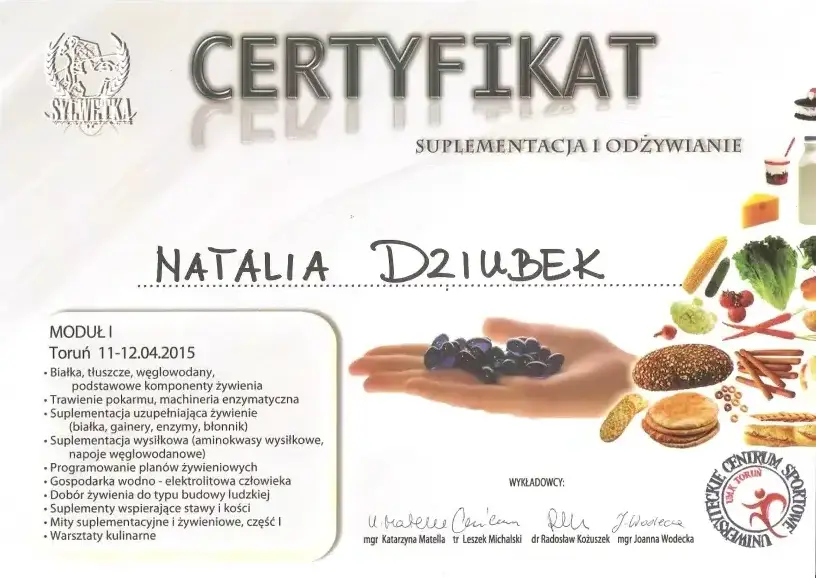 CERTYFIKAT
SYLWETKA
SUPLEMENTACJA I ODŻYWIANIE
NATALIA DZIUBEK
MODUŁ I
Toruń 11-12.04.2015
• Białka, tłuszcze, węglowodany,
podstawowe komponenty żywienia
• Trawienie pokarmu, machineria enzymatyczna
• Suplementacja uzupełniająca żywienie
(białka, gainery, enzymy, błonnik)
• Suplementacja wysiłkowa (aminokwasy wysiłkowe,
napoje węglowodanowe)
• Programowanie planów żywieniowych
• Gospodarka wodno - elektrolitowa człowieka
• Dobór żywienia do typu budowy ludzkiej
• Suplementy wspierające stawy i kości
• Mity suplementacyjne i żywieniowe, część I
• Warsztaty kulinarne
WYKŁADOWCY:
mgr Katarzyna Matella tr Leszek Michalski dr Radosław Kożuszek mgr Joanna Wodecka
UNIWERSYTECKIE CENTRUM SPORTOWE
UMK TORUŃ